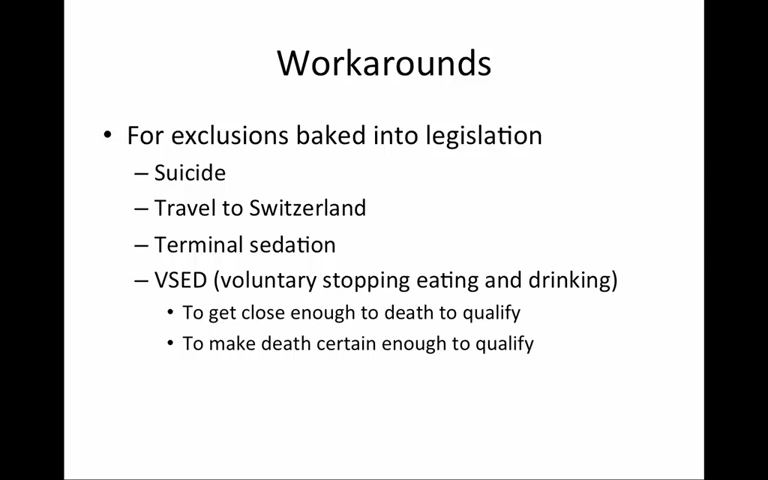 Workarounds
• For exclusions baked into legislation
– Suicide
– Travel to Switzerland
– Terminal sedation
– VSED (voluntary stopping eating and drinking)
• To get close enough to death to qualify
• To make death certain enough to qualify